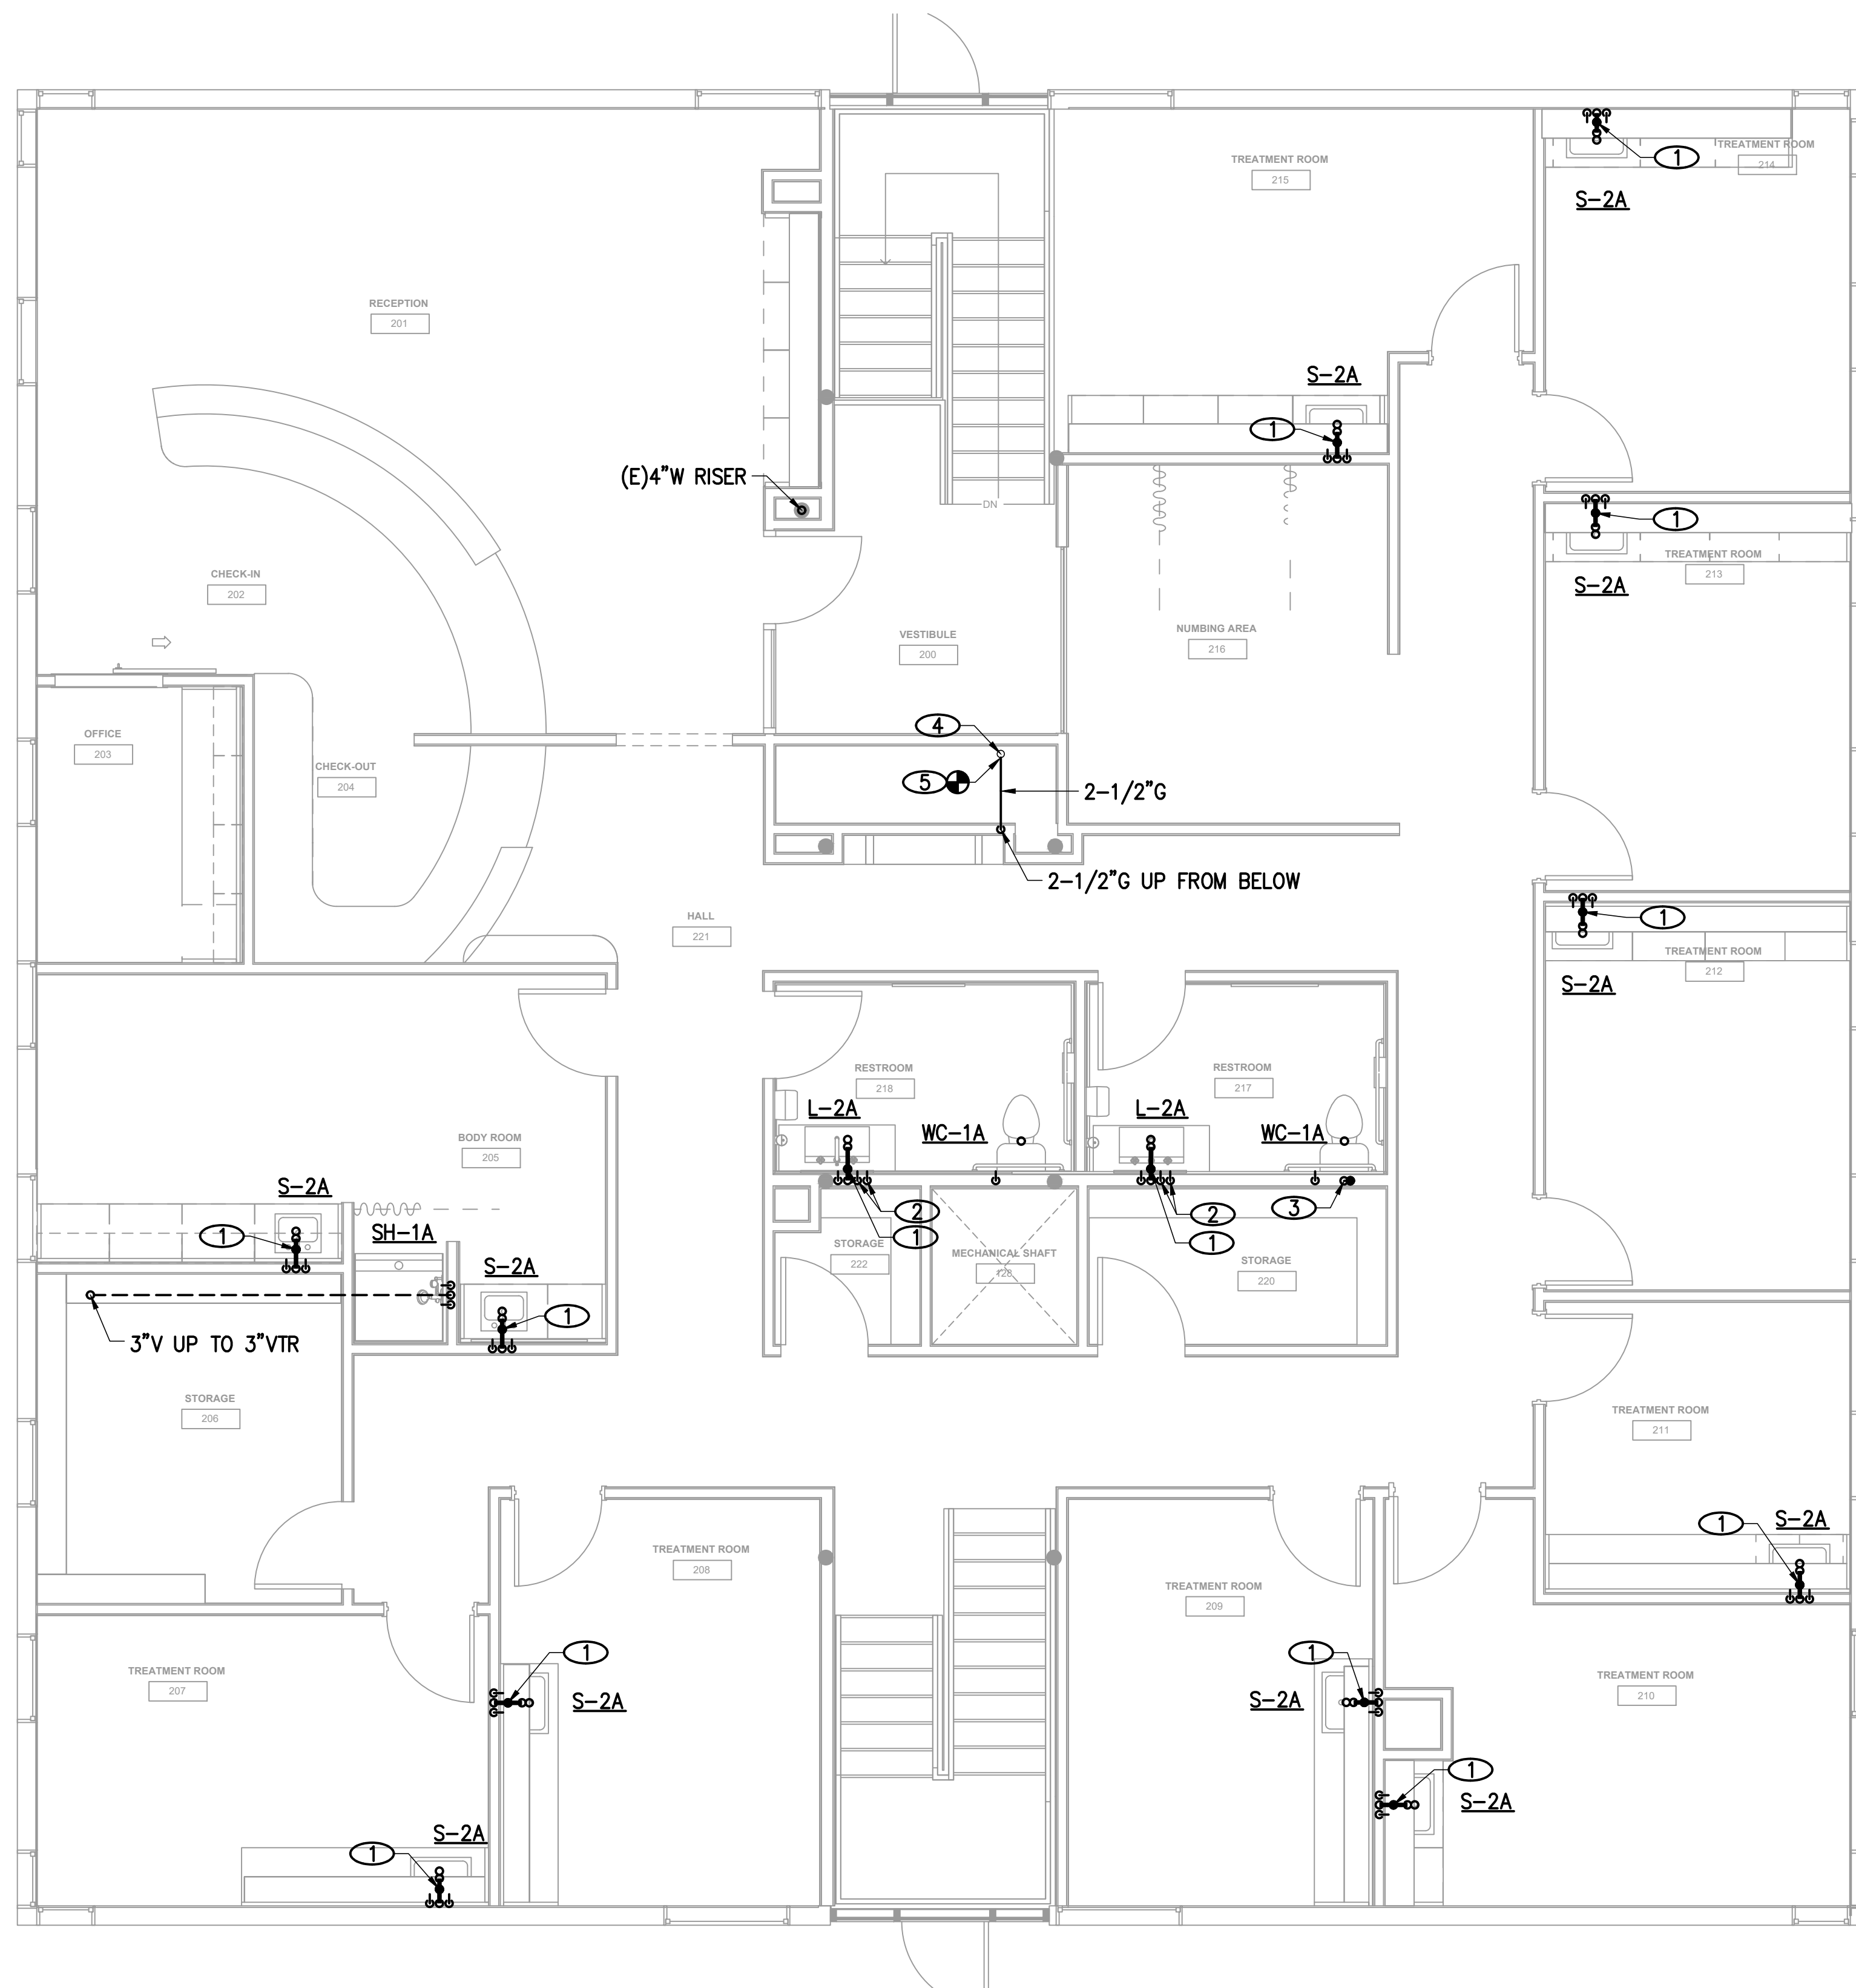 TREATMENT ROOM
215
1
TREATMENT ROOM
214
S-2A
RECEPTION
201
S-2A
1
(E)4"W RISER
DN
1
TREATMENT ROOM
213
S-2A
CHECK-IN
202
VESTIBULE
200
NUMBING AREA
216
OFFICE
203
CHECK-OUT
204
4
5
2-1/2"G
2-1/2"G UP FROM BELOW
HALL
221
1
TREATMENT ROOM
212
S-2A
RESTROOM
218
L-2A
WC-1A
RESTROOM
217
L-2A
WC-1A
BODY ROOM
205
S-2A
1
SH-1A
S-2A
1
2
1
2
1
3
STORAGE
222
MECHANICAL SHAFT
128
STORAGE
220
3"V UP TO 3"VTR
STORAGE
206
TREATMENT ROOM
211
1
S-2A
TREATMENT ROOM
208
TREATMENT ROOM
209
1
S-2A
1
S-2A
TREATMENT ROOM
207
TREATMENT ROOM
210
1
S-2A
S-2A
1